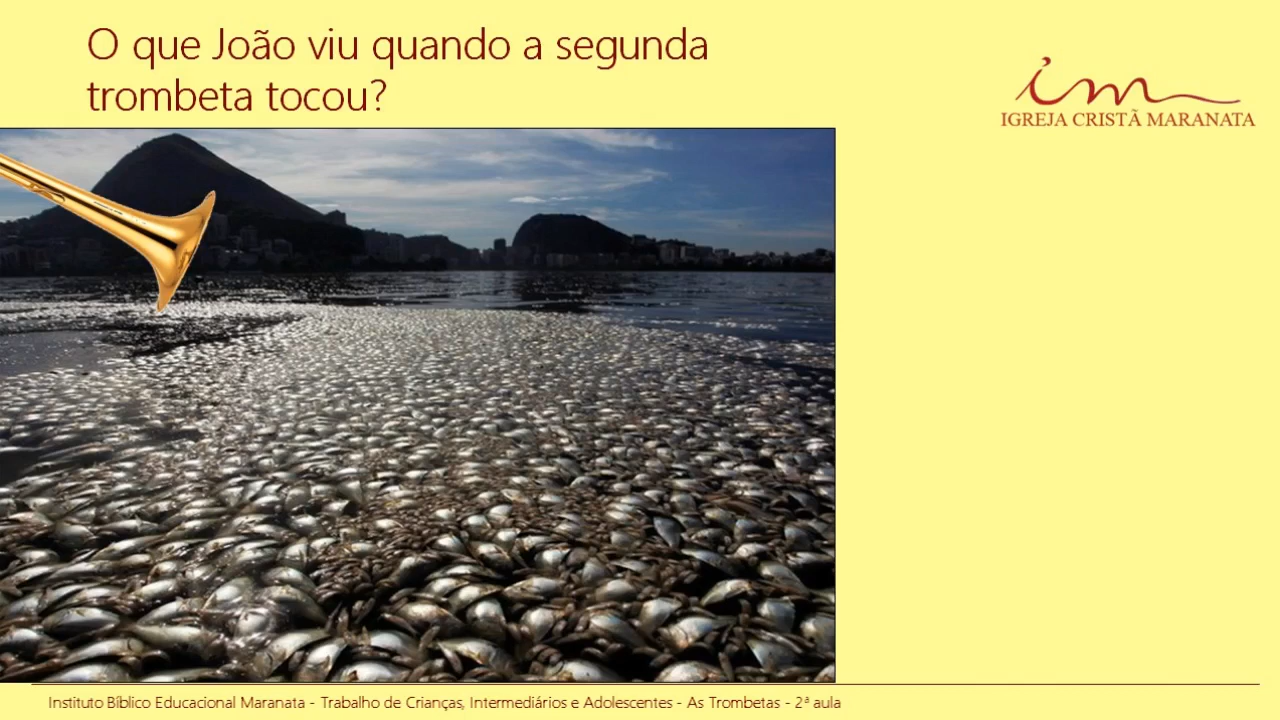 O que João viu quando a segunda
trombeta tocou?
im
IGREJA CRISTÃ MARANATA
Instituto Bíblico Educacional Maranata - Trabalho de Crianças, Intermediários e Adolescentes - As Trombetas - 2ª aula